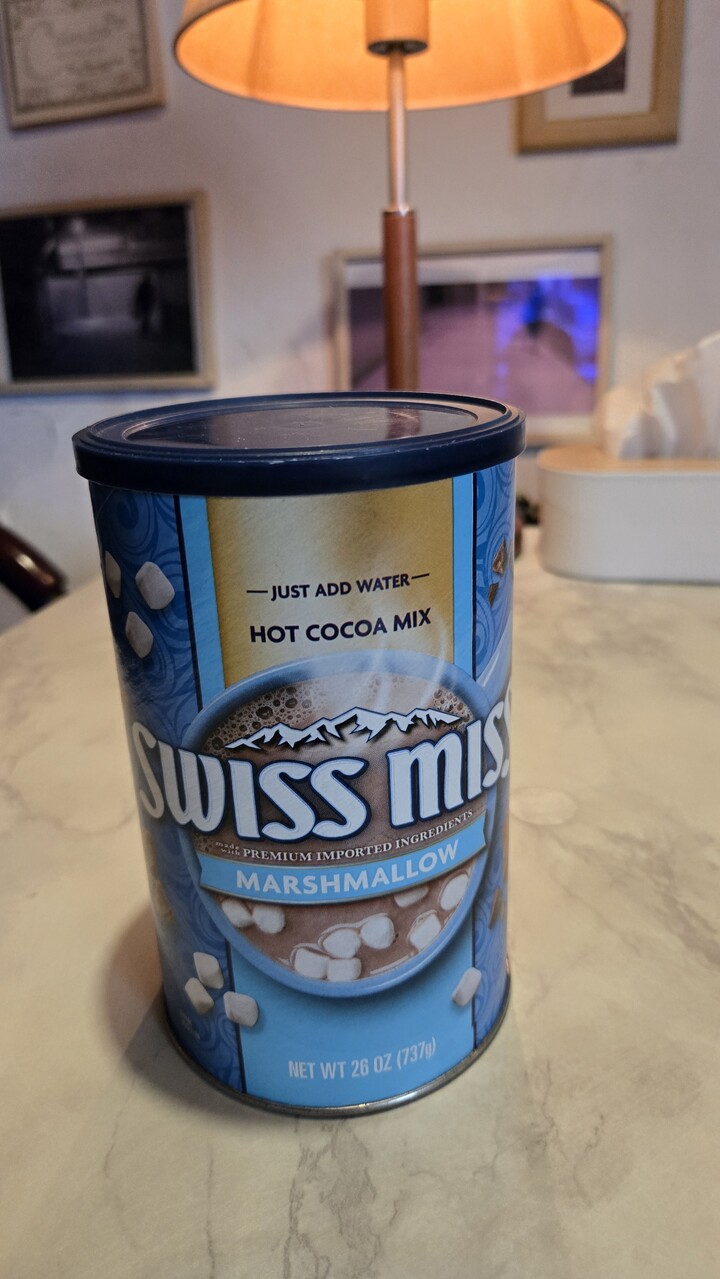 JUST ADD WATER
HOT COCOA MIX
SWISS MISS
made with PREMIUM IMPORTED INGREDIENTS
MARSHMALLOW
NET WT 26 OZ (737g)